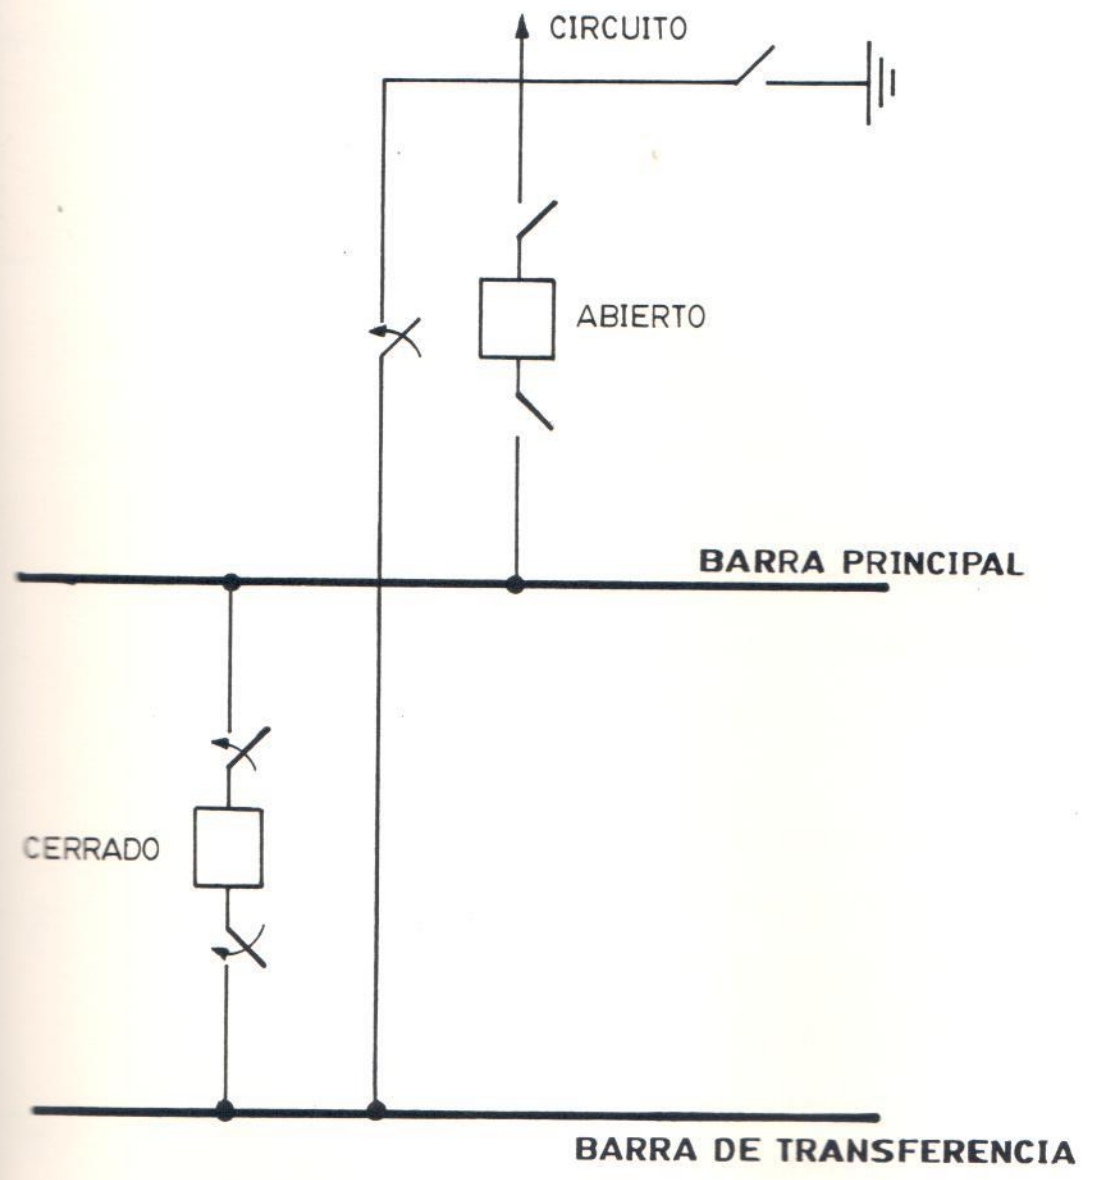 CIRCUITO
ABIERTO
BARRA PRINCIPAL
CERRADO
BARRA DE TRANSFERENCIA